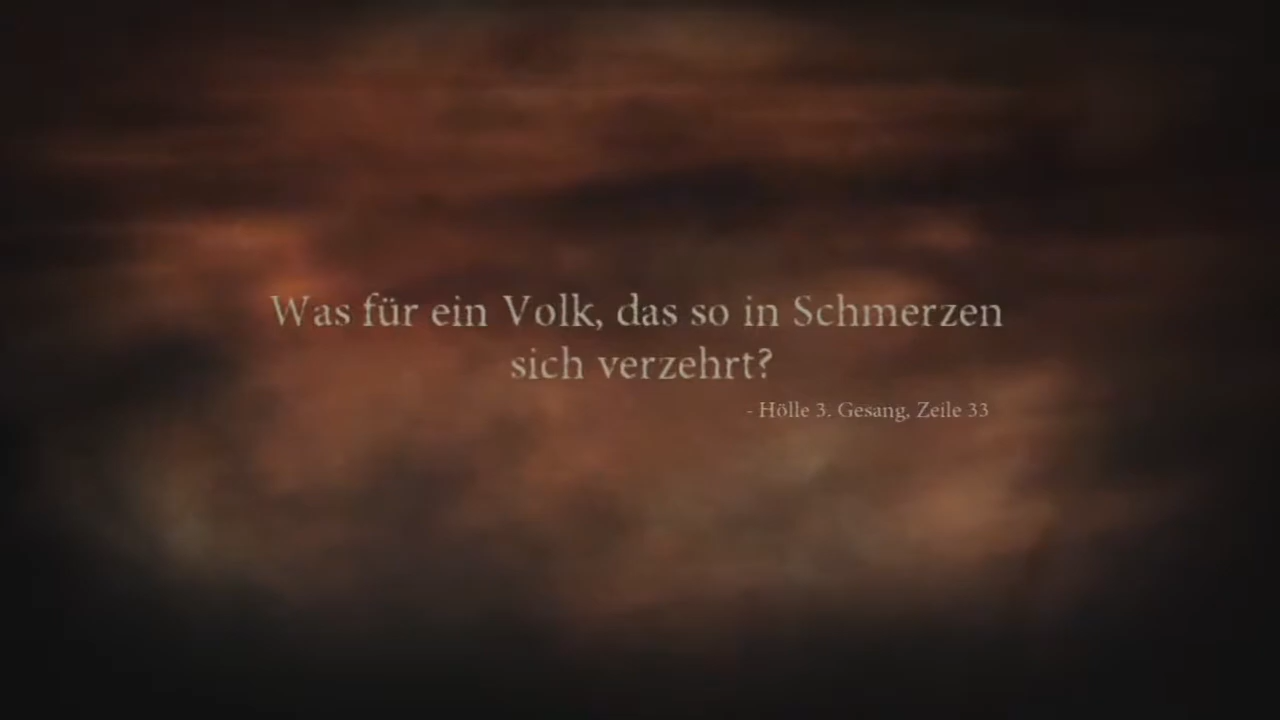 Was für ein Volk, das so in Schmerzen
sich verzehrt?
- Hölle 3. Gesang, Zeile 33